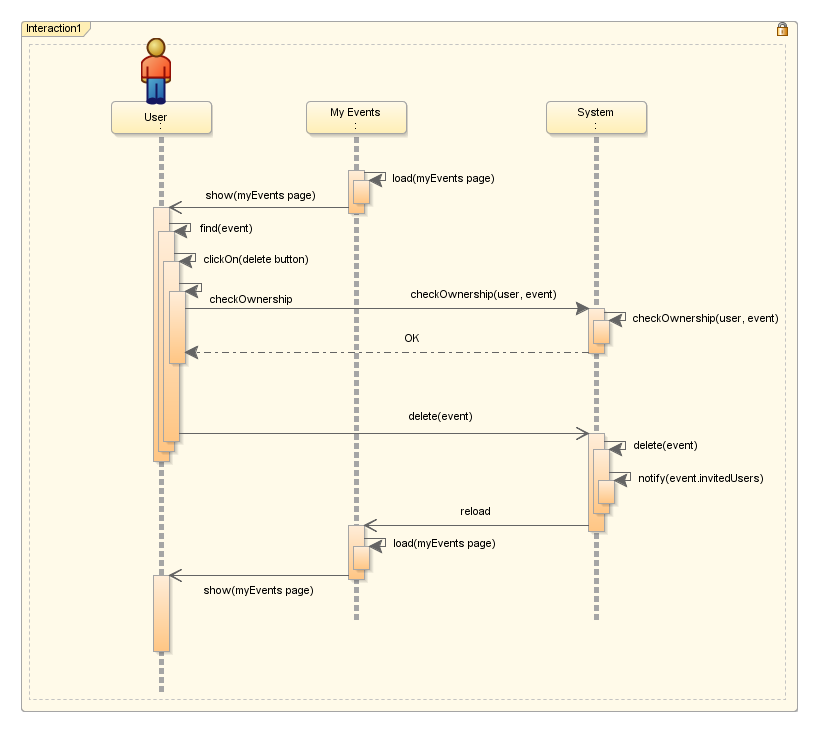 Interaction1
User
:
My Events
:
System
:
load(myEvents page)
show(myEvents page)
find(event)
clickOn(delete button)
checkOwnership
checkOwnership(user, event)
checkOwnership(user, event)
OK
delete(event)
delete(event)
notify(event.invitedUsers)
reload
load(myEvents page)
show(myEvents page)